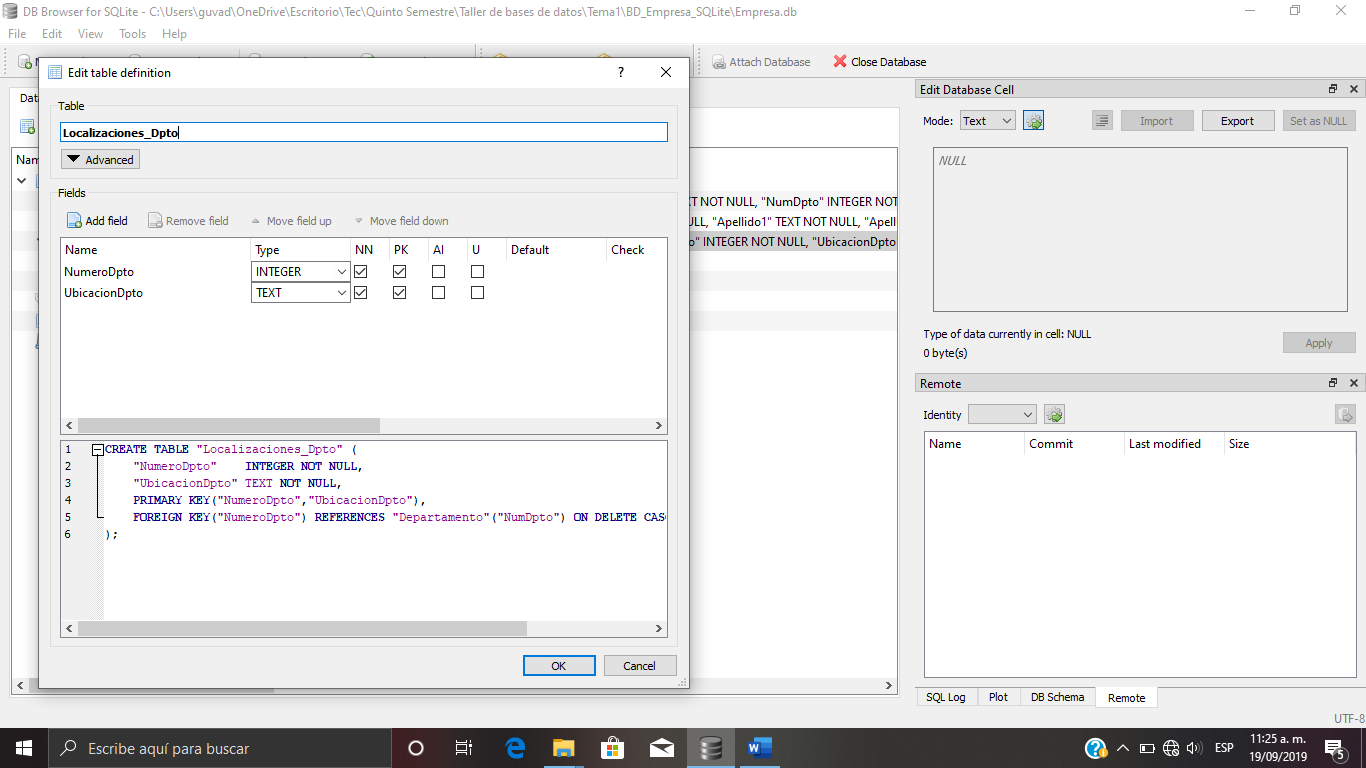 DB Browser for SQLite - C:\Users\guvad\OneDrive\Escritorio\Tec\Quinto Semestre\Taller de bases de datos\Tema1\BD_Empresa_SQLite\Empresa.db
File Edit View Tools Help
Attach Database Close Database
Edit table definition ?
Table
Localizaciones_Dpto
Advanced
Fields
Add field Remove field Move field up Move field down
Name Type NN PK AI U Default Check
NumeroDpto INTEGER
UbicacionDpto TEXT
1 CREATE TABLE "Localizaciones_Dpto" (
2 "NumeroDpto" INTEGER NOT NULL,
3 "UbicacionDpto" TEXT NOT NULL,
4 PRIMARY KEY("NumeroDpto","UbicacionDpto"),
5 FOREIGN KEY("NumeroDpto") REFERENCES "Departamento"("NumDpto") ON DELETE
6 );
OK Cancel
NOT NULL, "NumDpto" INTEGER NOT
"Apellido1" TEXT NOT NULL,
INTEGER NOT NULL, "UbicacionDpto
Edit Database Cell
Mode: Text Import Export Set as NULL
NULL
Type of data currently in cell: NULL
0 byte(s)
Apply
Remote
Identity
Name Commit Last modified Size
SQL Log Plot DB Schema Remote
UTF-8
Escribe aquí para buscar
ESP
11:25 a. m.
19/09/2019
5